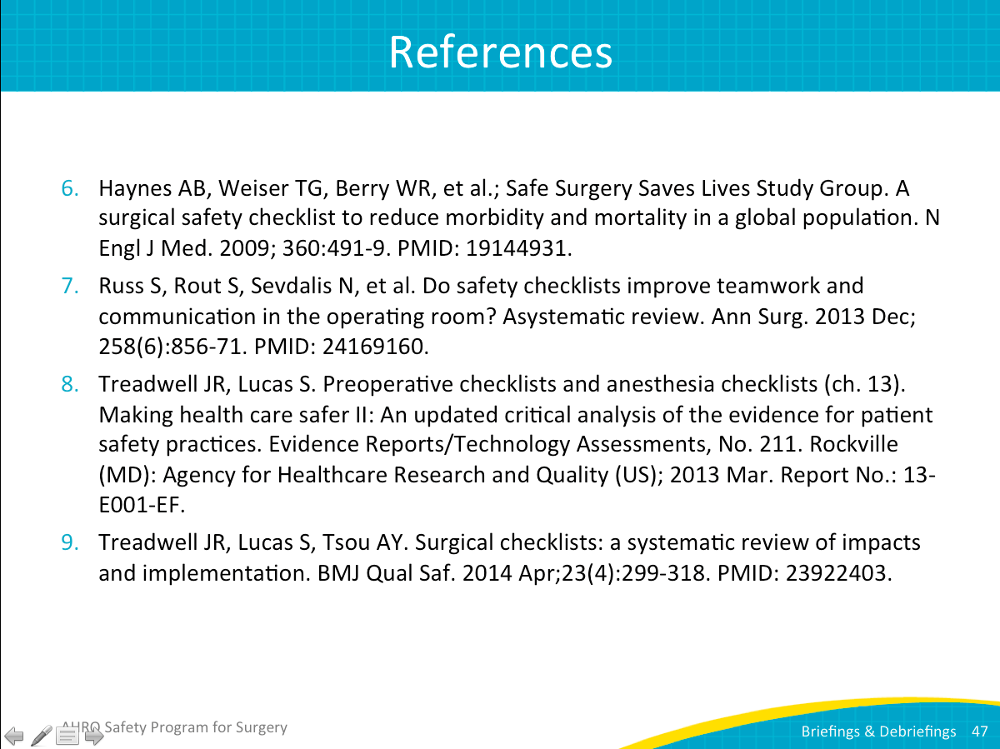 References
6. Haynes AB, Weiser TG, Berry WR, et al.; Safe Surgery Saves Lives Study Group. A
surgical safety checklist to reduce morbidity and mortality in a global population. N
Engl J Med. 2009; 360:491-9. PMID: 19144931.
7. Russ S, Rout S, Sevdalis N, et al. Do safety checklists improve teamwork and
communication in the operating room? Asystematic review. Ann Surg. 2013 Dec;
258(6):856-71. PMID: 24169160.
8. Treadwell JR, Lucas S. Preoperative checklists and anesthesia checklists (ch. 13).
Making health care safer II: An updated critical analysis of the evidence for patient
safety practices. Evidence Reports/Technology Assessments, No. 211. Rockville
(MD): Agency for Healthcare Research and Quality (US); 2013 Mar. Report No.: 13-
E001-EF.
9. Treadwell JR, Lucas S, Tsou AY. Surgical checklists: a systematic review of impacts
and implementation. BMJ Qual Saf. 2014 Apr;23(4):299-318. PMID: 23922403.
AHRQ Safety Program for Surgery
Briefings & Debriefings 47